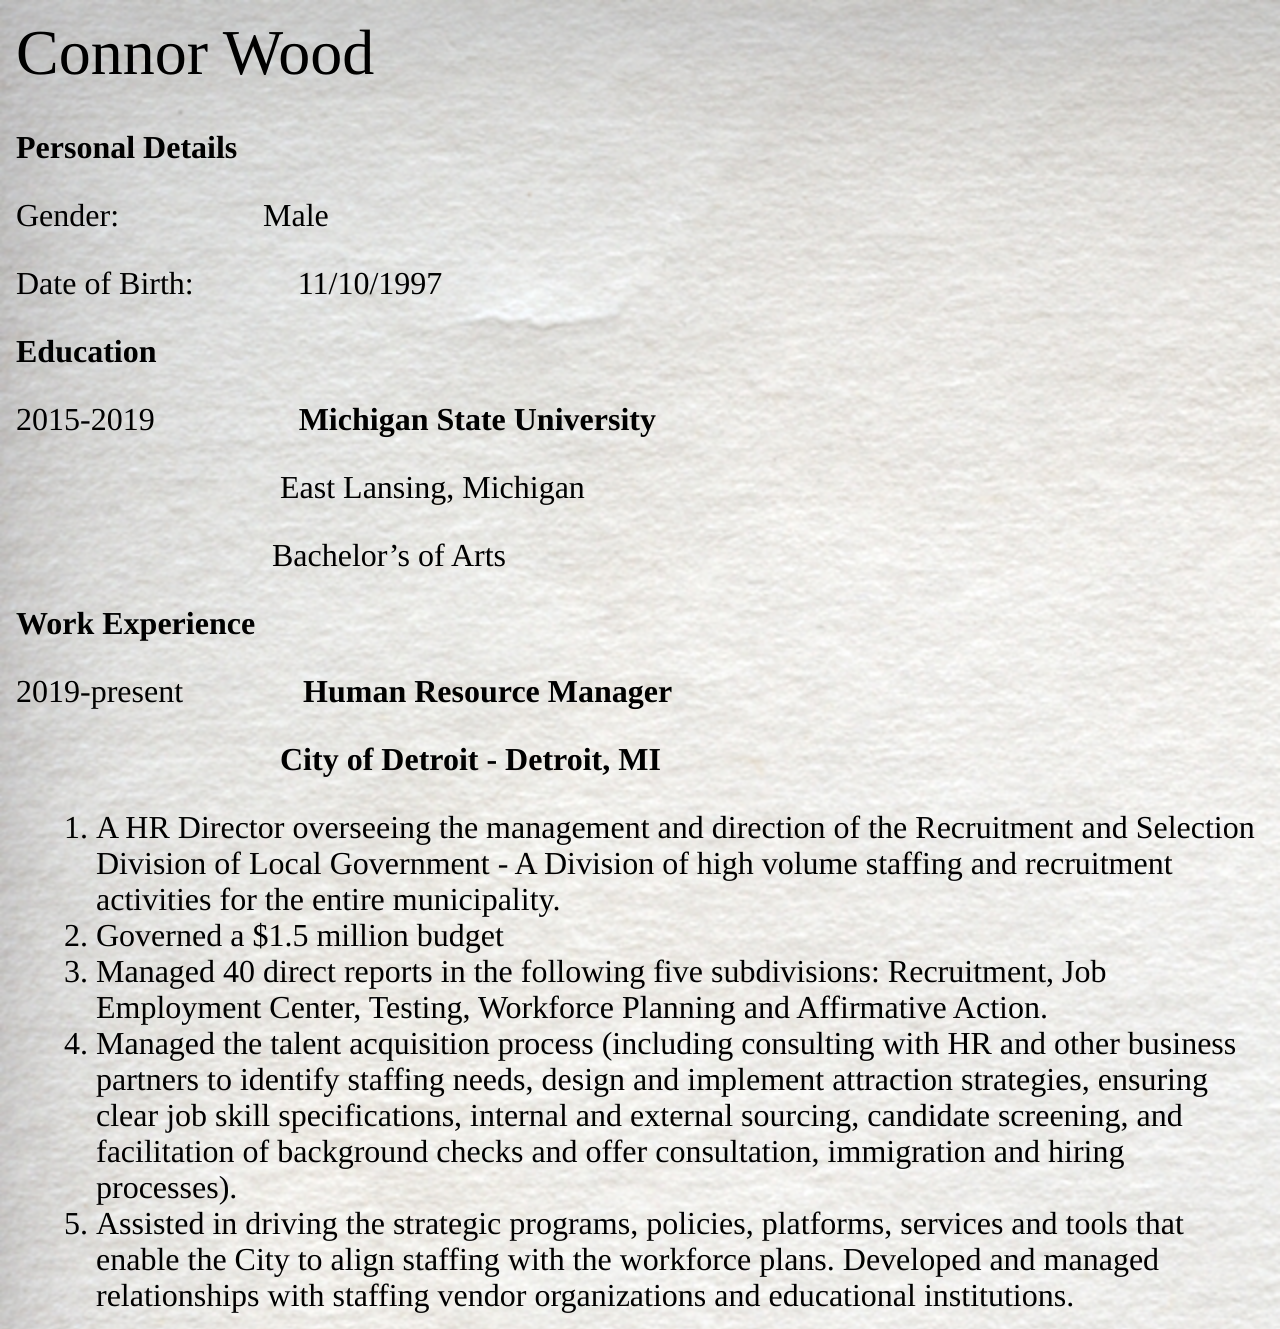 Connor Wood
Personal Details
Gender: Male
Date of Birth: 11/10/1997
Education
2015-2019 Michigan State University
East Lansing, Michigan
Bachelor’s of Arts
Work Experience
2019-present Human Resource Manager
City of Detroit - Detroit, MI
1. A HR Director overseeing the management and direction of the Recruitment and Selection
Division of Local Government - A Division of high volume staffing and recruitment
activities for the entire municipality.
2. Governed a $1.5 million budget
3. Managed 40 direct reports in the following five subdivisions: Recruitment, Job
Employment Center, Testing, Workforce Planning and Affirmative Action.
4. Managed the talent acquisition process (including consulting with HR and other business
partners to identify staffing needs, design and implement attraction strategies, ensuring
clear job skill specifications, internal and external sourcing, candidate screening, and
facilitation of background checks and offer consultation, immigration and hiring
processes).
5. Assisted in driving the strategic programs, policies, platforms, services and tools that
enable the City to align staffing with the workforce plans. Developed and managed
relationships with staffing vendor organizations and educational institutions.